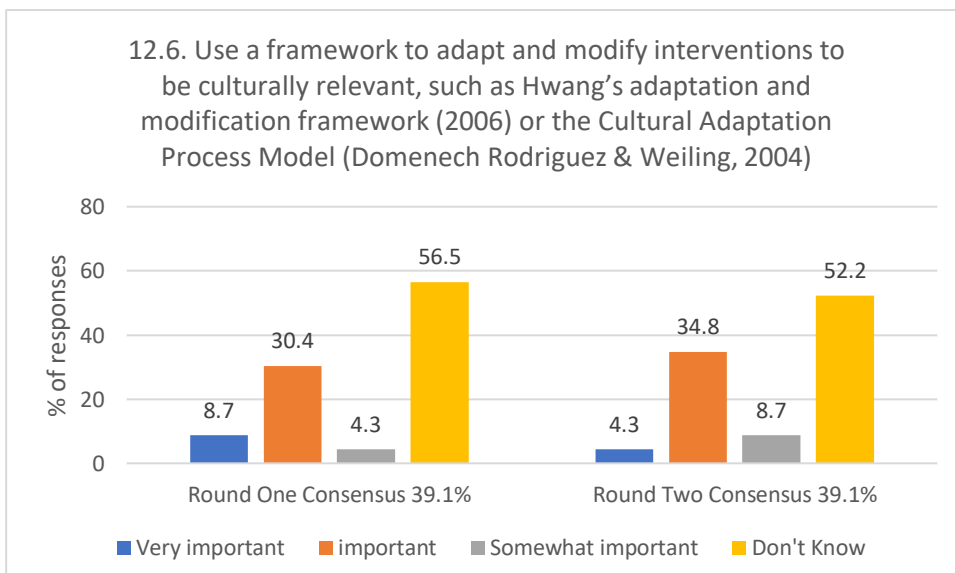 12.6. Use a framework to adapt and modify interventions to
be culturally relevant, such as Hwang’s adaptation and
modification framework (2006) or the Cultural Adaptation
Process Model (Domenech Rodriguez & Weiling, 2004)
80
60
40
20
0
% of responses
8.7
30.4
4.3
56.5
4.3
34.8
8.7
52.2
Round One Consensus 39.1%
Round Two Consensus 39.1%
Very important
important
Somewhat important
Don't Know